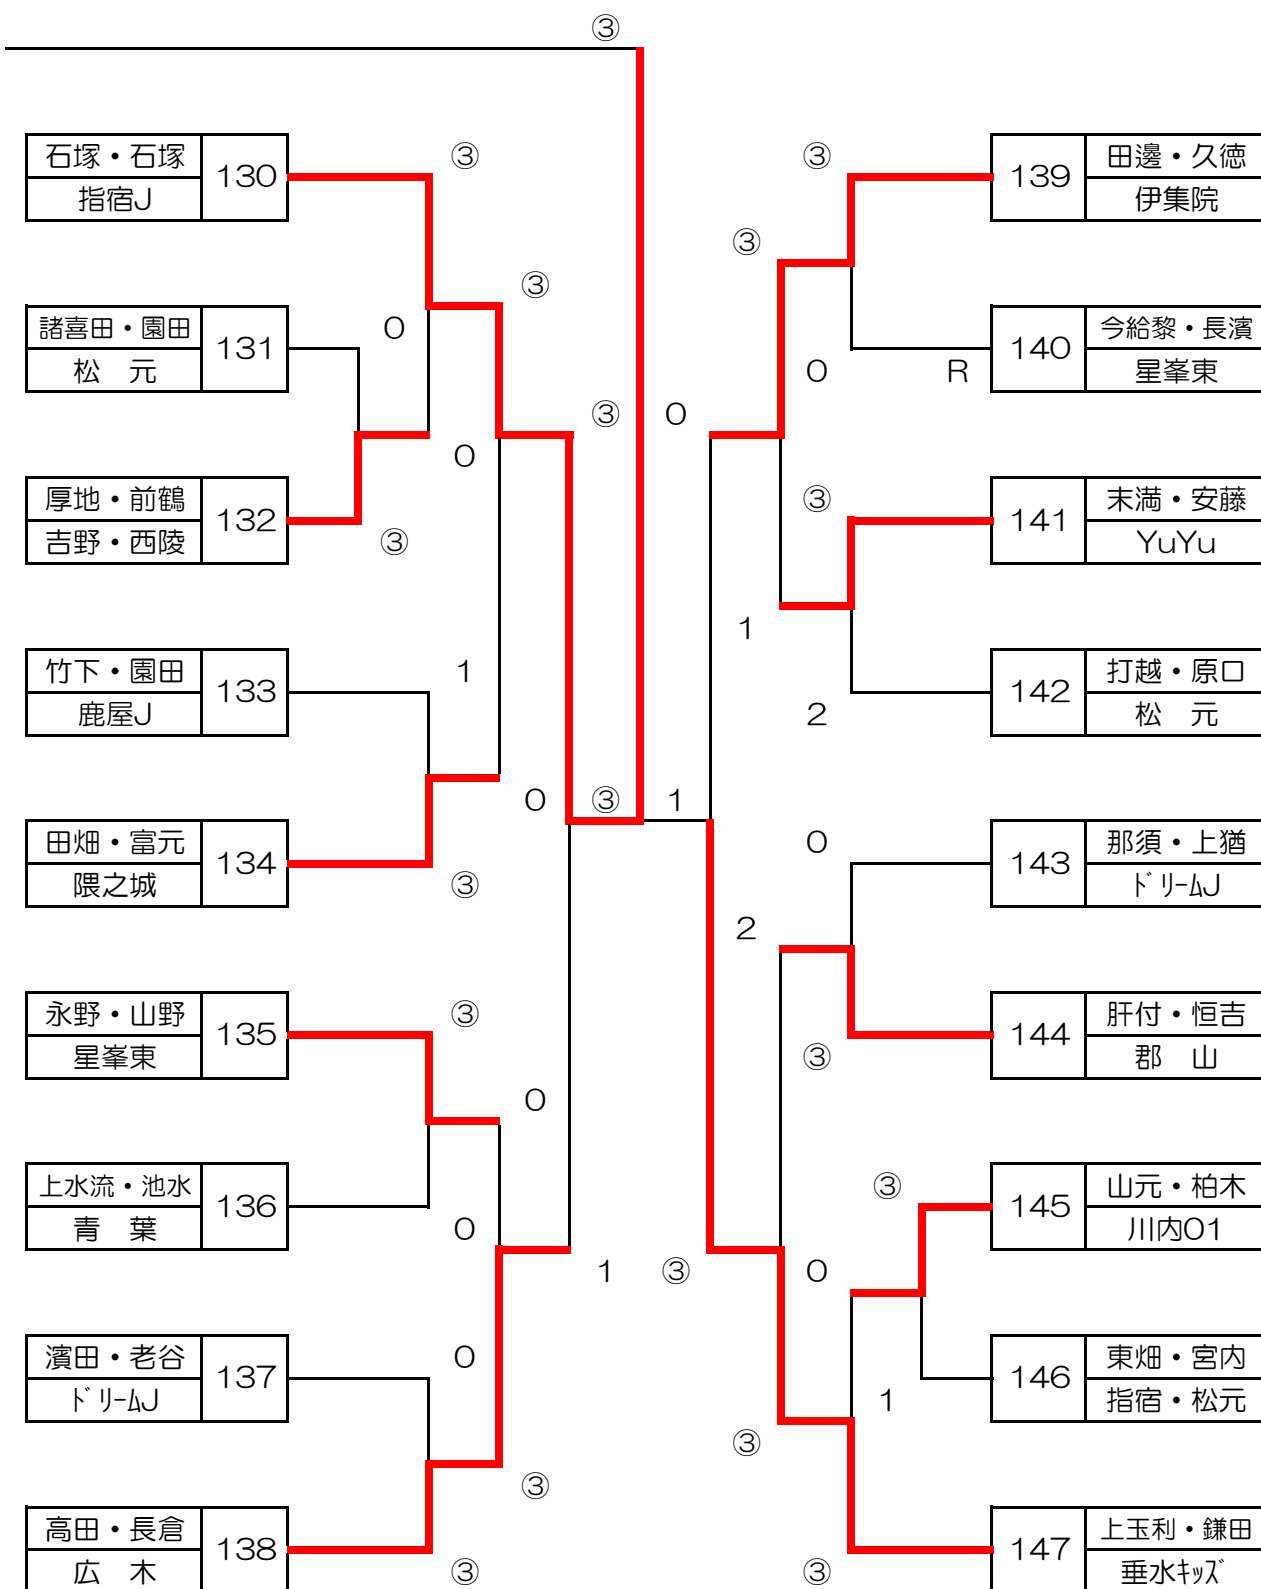 ③
石塚・石塚 130 ③ ③ 139 田邊・久徳
指宿J 伊集院
③
③
諸喜田・園田 131 0 140 今給黎・長濱
松 元 0 R 星峯東
③ 0
0
厚地・前鶴 132 ③ 141 末満・安藤
吉野・西陵 ③ YuYu
1
竹下・園田 133 1 142 打越・原口
鹿屋J 2 松 元
0 ③ 1
田畑・富元 134 0 143 那須・上猶
隈之城 ③ ドリームJ
2
永野・山野 135 ③ 144 肝付・恒吉
星峯東 ③ 郡 山
0
上水流・池水 136 ③ 145 山元・柏木
青 葉 0 川内01
1 ③ 0
濱田・老谷 137 0 146 東畑・宮内
ドリームJ 1 指宿・松元
③
③
高田・長倉 138 147 上玉利・鎌田
広 木 ③ ③ 垂水キッズ